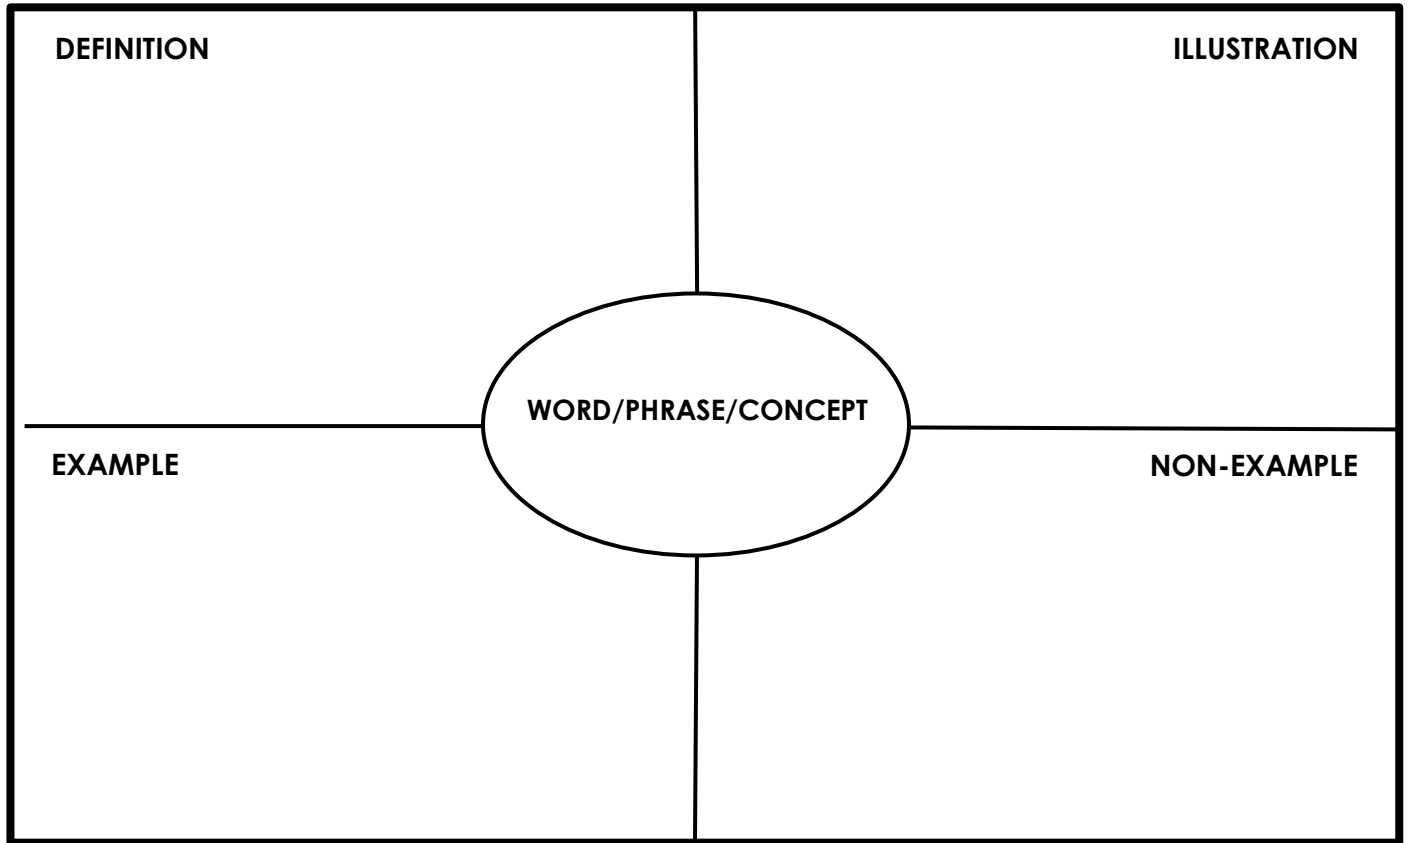 DEFINITION
ILLUSTRATION
WORD/PHRASE/CONCEPT
EXAMPLE
NON-EXAMPLE